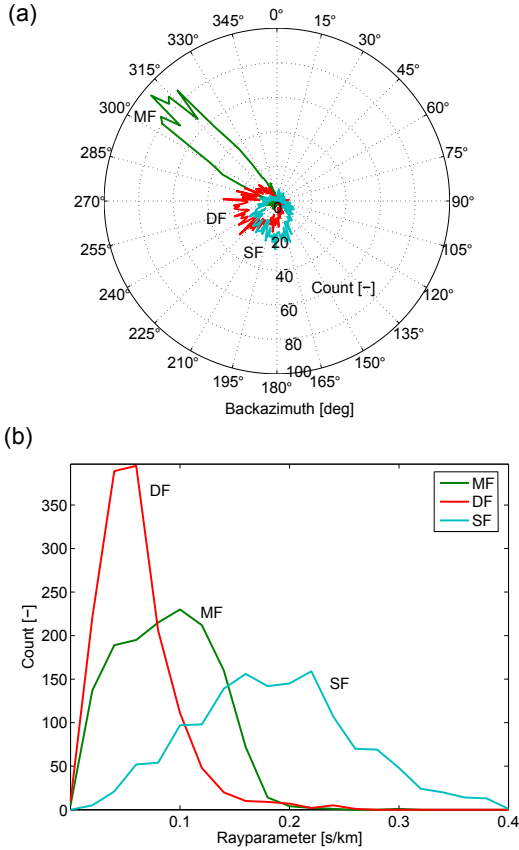 (a)
0°
15°
30°
45°
60°
75°
90°
105°
120°
135°
150°
165°
180°
195°
210°
225°
240°
255°
270°
285°
300°
315°
330°
345°
MF
DF
SF
0
20
40
60
80
100
Count [−]
Backazimuth [deg]
(b)
Count [−]
350
300
250
200
150
100
50
0
0.1
0.2
0.3
0.4
Rayparameter [s/km]
DF
MF
SF
MF
DF
SF